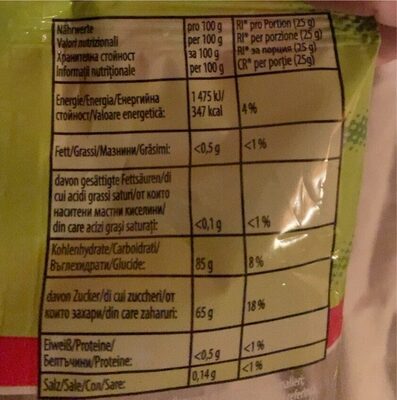 Nährwerte pro 100 g RI* pro Portion (25 g)
Valori nutrizionali per 100 g RI* per porzione (25 g)
Хранителна стойност за 100 g RI* за порция (25 g)
Informații nutriționale per 100 g CR* per porție (25g)
Energie/Energia/Енергийна 1 475 kJ/
стойност/Valoare energetică: 347 kcal 4 %
Fett/Grassi/Мазнини/Grăsimi: <0,5 g <1 %
davon gesättigte Fettsäuren/di
cui acidi grassi saturi/от които
наситени мастни киселини/
din care acizi grași saturați: <0,1 g <1 %
Kohlenhydrate/Carboidrati/
Въглехидрати/Glucide: 85 g 8 %
davon Zucker/di cui zuccheri/от
които захари/din care zaharuri: 65 g 18 %
Eiweiß/Proteine/
Белтъчини/Proteine: <0,5 g <1 %
Salz/Sale/Сол/Sare: 0,14 g <1 %